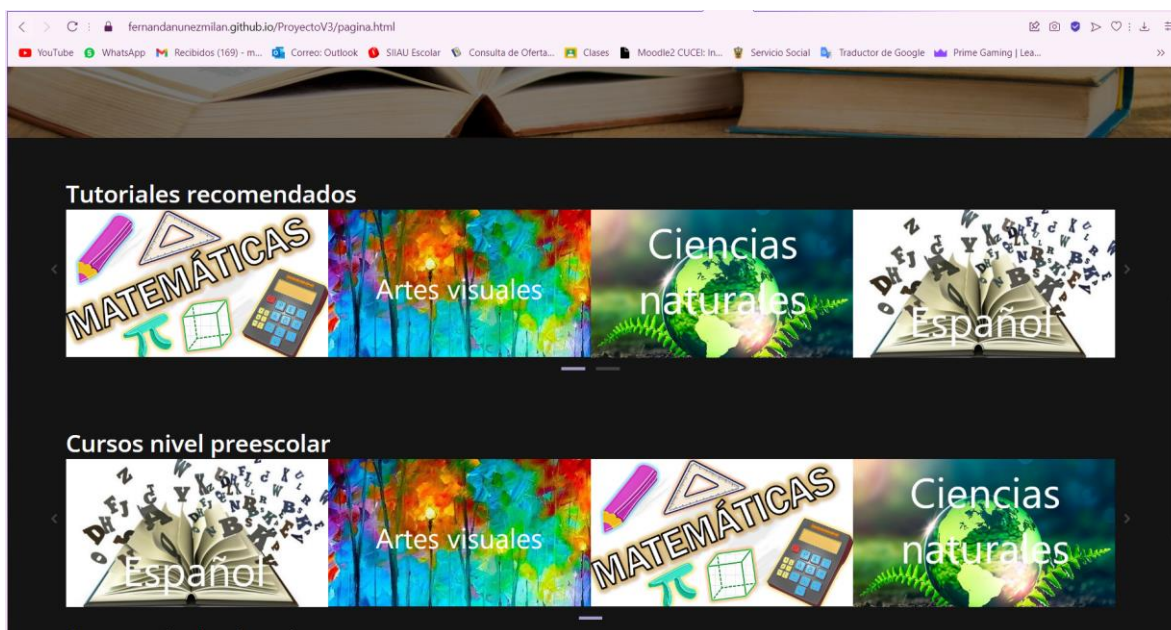 fernandanunezmilan.github.io/ProyectoV3/pagina.html
YouTube WhatsApp Recibidos (169) - m... Correo: Outlook SIIAU Escolar Consulta de Oferta... Clases Moodle2 CUCEI: In... Servicio Social Traductor de Google Prime Gaming | Lea...
Tutoriales recomendados
MATEMÁTICAS
Artes visuales
Ciencias
naturales
Español
Cursos nivel preescolar
Español
Artes visuales
MATEMÁTICAS
Ciencias
naturales